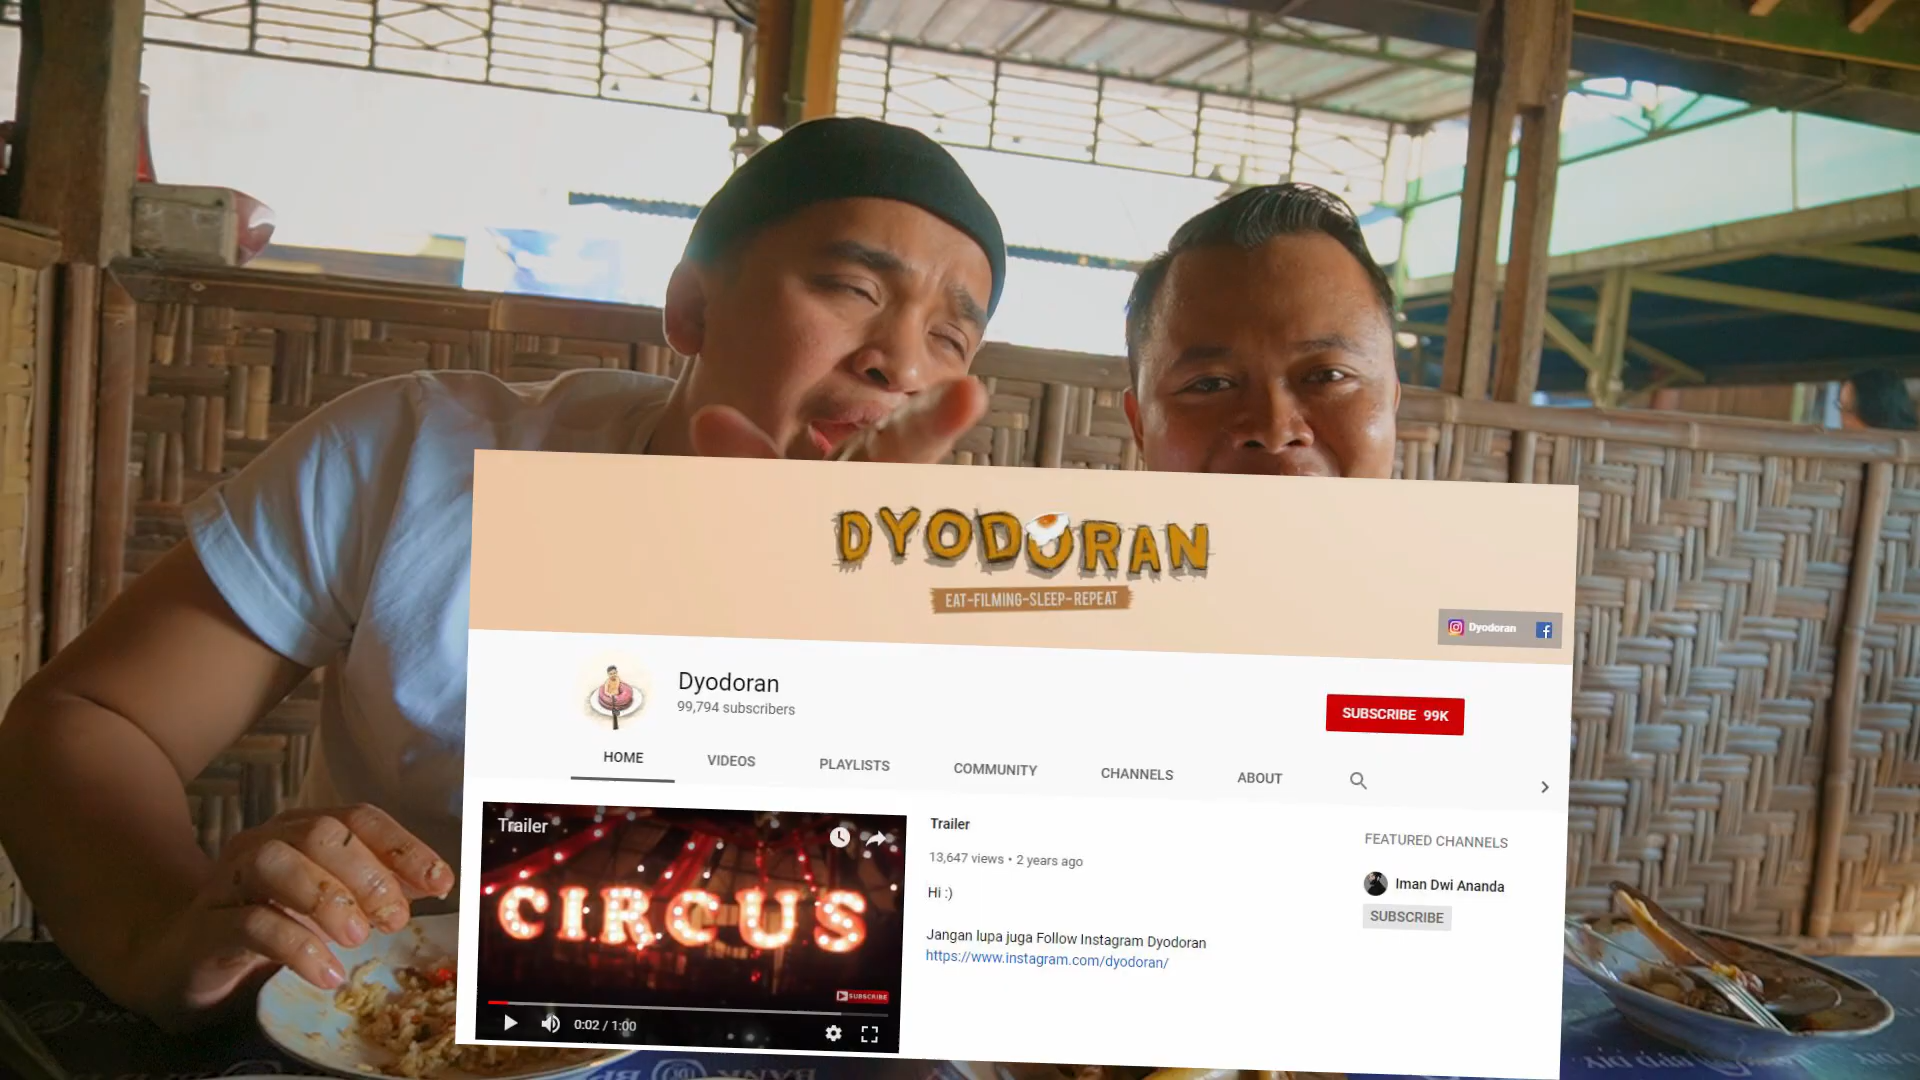 DYODORAN
EAT-FILMING-SLEEP-REPEAT
Dyodoran
Dyodoran
99,794 subscribers
SUBSCRIBE 99K
HOME VIDEOS PLAYLISTS COMMUNITY CHANNELS ABOUT
Trailer
CIRCUS
SUBSCRIBE
0:02 / 1:00
Trailer
13,647 views • 2 years ago
Hi :)
Jangan lupa juga Follow Instagram Dyodoran
https://www.instagram.com/dyodoran/
FEATURED CHANNELS
Iman Dwi Ananda
SUBSCRIBE
BANK